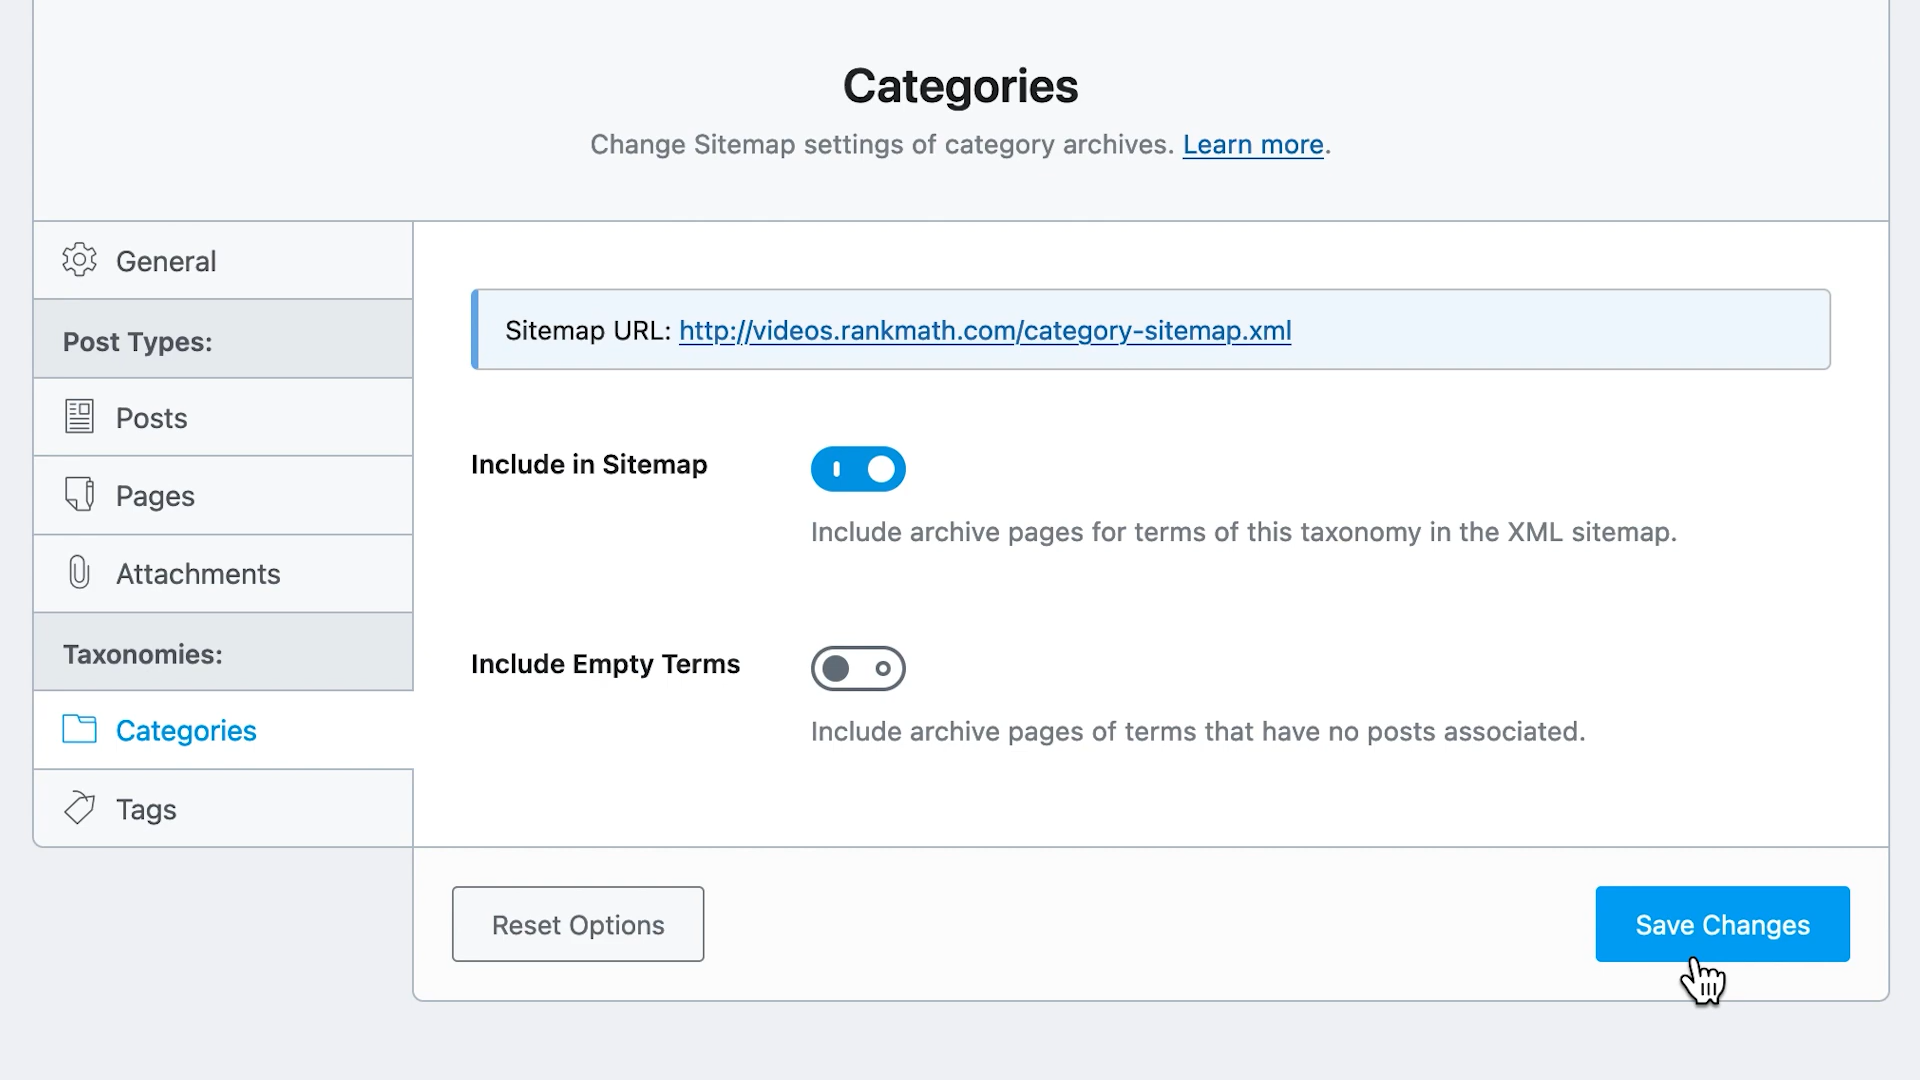 Categories
Change Sitemap settings of category archives. Learn more.
General
Post Types:
Posts
Pages
Attachments
Taxonomies:
Categories
Tags
Sitemap URL: http://videos.rankmath.com/category-sitemap.xml
Include in Sitemap
Include archive pages for terms of this taxonomy in the XML sitemap.
Include Empty Terms
Include archive pages of terms that have no posts associated.
Reset Options
Save Changes